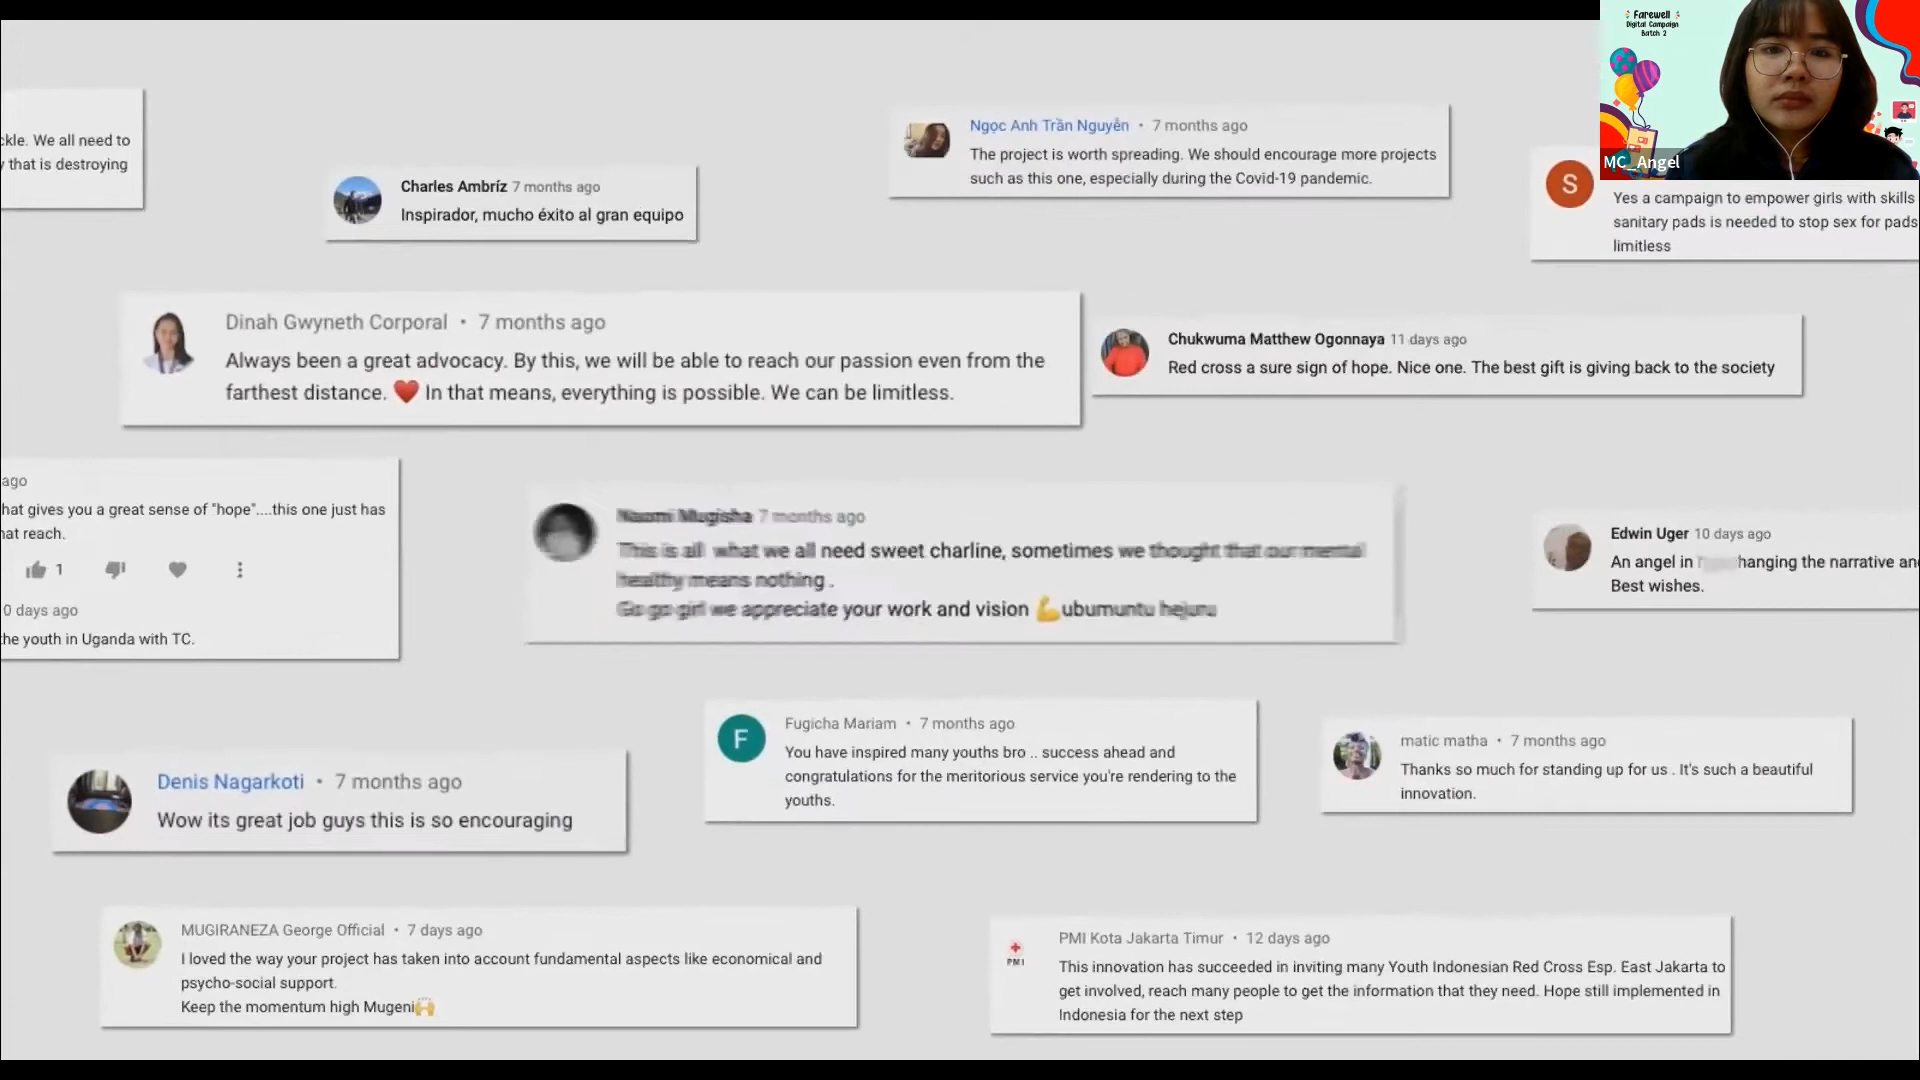 Farewell
Digital Campaign
Batch 2
MC_Angel
ckle. We all need to
that is destroying
Charles Ambríz 7 months ago
Inspirador, mucho éxito al gran equipo
Ngọc Anh Trần Nguyễn • 7 months ago
The project is worth spreading. We should encourage more projects
such as this one, especially during the Covid-19 pandemic.
S
Yes a campaign to empower girls with skills
sanitary pads is needed to stop sex for pads
limitless
Dinah Gwyneth Corporal • 7 months ago
Always been a great advocacy. By this, we will be able to reach our passion even from the
farthest distance. ❤️ In that means, everything is possible. We can be limitless.
Chukwuma Matthew Ogonnaya 11 days ago
Red cross a sure sign of hope. Nice one. The best gift is giving back to the society
ago
hat gives you a great sense of "hope"....this one just has
hat reach.
1
0 days ago
he youth in Uganda with TC.
Naomi Mugisha 7 months ago
This is all what we all need sweet charline, sometimes we thought that our mental
healthy means nothing .
Go go girl we appreciate your work and vision 💪ubumuntu hejuru
Edwin Uger 10 days ago
An angel in hanging the narrative an
Best wishes.
F
Fugicha Mariam • 7 months ago
You have inspired many youths bro .. success ahead and
congratulations for the meritorious service you're rendering to the
youths.
matic matha • 7 months ago
Thanks so much for standing up for us . It's such a beautiful
innovation.
Denis Nagarkoti • 7 months ago
Wow its great job guys this is so encouraging
MUGIRANEZA George Official • 7 days ago
I loved the way your project has taken into account fundamental aspects like economical and
psycho-social support.
Keep the momentum high Mugeni🙌
PMI
PMI Kota Jakarta Timur • 12 days ago
This innovation has succeeded in inviting many Youth Indonesian Red Cross Esp. East Jakarta to
get involved, reach many people to get the information that they need. Hope still implemented in
Indonesia for the next step